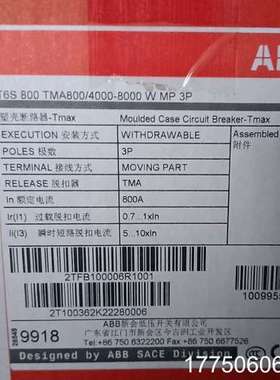 AB
T6S 800 TMA800/4000-8000 W MP 3P
塑壳断路器-Tmax Moulded Case Circuit Breaker-Tmax
EXECUTION 安装方式 WITHDRAWABLE Assembled
POLES 极数 3P 附件
TERMINAL 接线方式 MOVING PART
RELEASE 脱扣器 TMA
In 额定电流 800A
Ir(I1) 过载脱扣电流 0.7...1xIn
Ii(I3) 瞬时短路脱扣电流 5...10xIn
2TFB100006R1001
100995
2T100362K22280006
9918
ABB新会低压开关有限公司
广东省江门市新会区今古洲工业开发区
Tel:+86 750 6322200 Fax:+86 750 6677626
Designed by ABB SACE Division
17750606